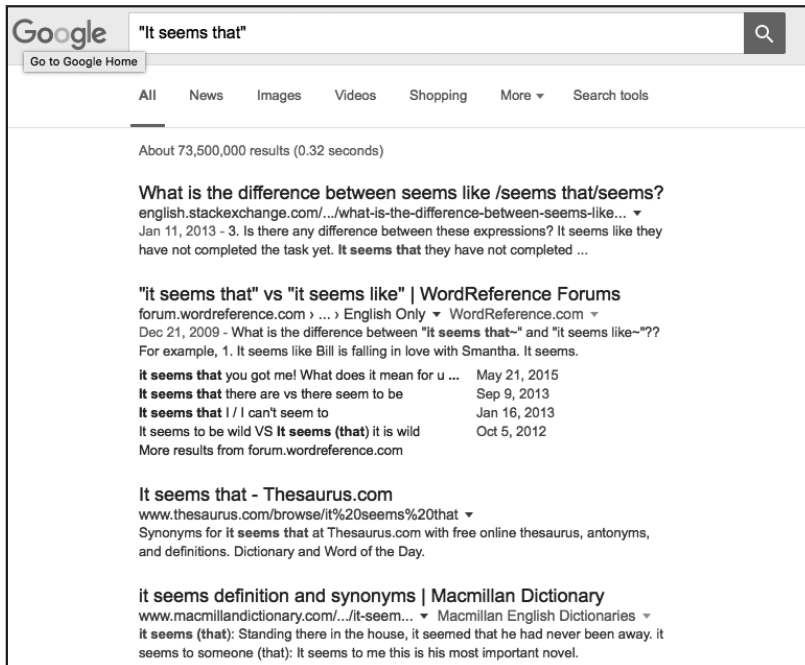 Google
"It seems that"
Go to Google Home
All News Images Videos Shopping More Search tools
About 73,500,000 results (0.32 seconds)
What is the difference between seems like /seems that/seems?
english.stackexchange.com/.../what-is-the-difference-between-seems-like...
Jan 11, 2013 - 3. Is there any difference between these expressions? It seems like they
have not completed the task yet. It seems that they have not completed ...
"it seems that" vs "it seems like" | WordReference Forums
forum.wordreference.com › ... › English Only WordReference.com
Dec 21, 2009 - What is the difference between "it seems that~" and "it seems like~"??
For example, 1. It seems like Bill is falling in love with Smantha. It seems.
it seems that you got me! What does it mean for u ... May 21, 2015
It seems that there are vs there seem to be Sep 9, 2013
It seems that I / I can't seem to Jan 16, 2013
It seems to be wild VS It seems (that) it is wild Oct 5, 2012
More results from forum.wordreference.com
It seems that - Thesaurus.com
www.thesaurus.com/browse/it%20seems%20that
Synonyms for it seems that at Thesaurus.com with free online thesaurus, antonyms,
and definitions. Dictionary and Word of the Day.
it seems definition and synonyms | Macmillan Dictionary
www.macmillandictionary.com/.../it-seem... Macmillan English Dictionaries
it seems (that): Standing there in the house, it seemed that he had never been away. it
seems to someone (that): It seems to me this is his most important novel.